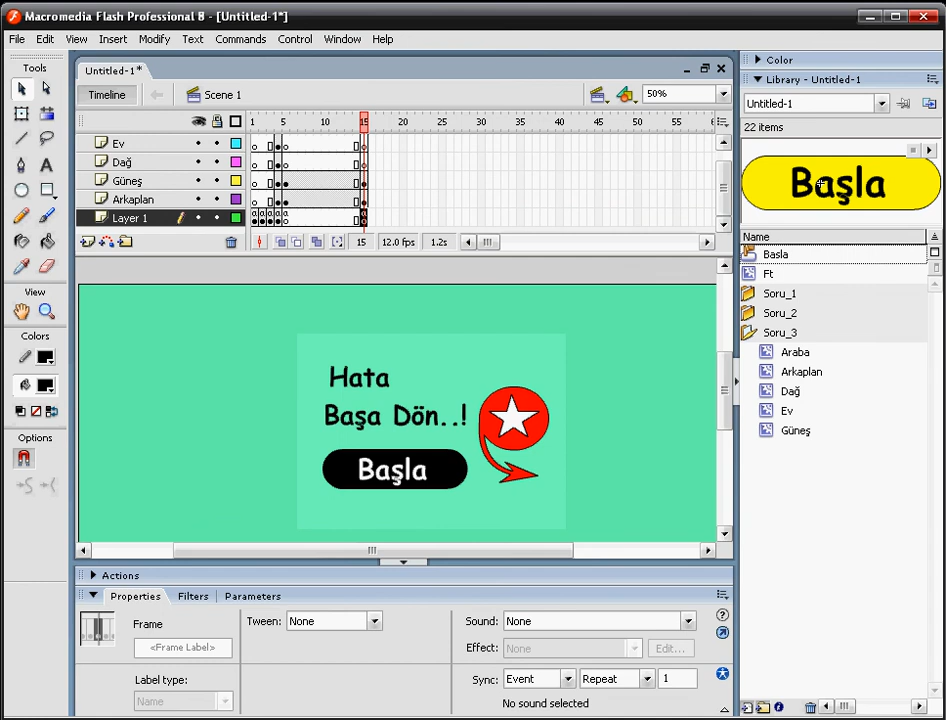 Macromedia Flash Professional 8 - [Untitled-1*]
File Edit View Insert Modify Text Commands Control Window Help
Tools
View
Colors
Options
Untitled-1*
Timeline
Scene 1
50%
1 5 10 15 20 25 30 35 40 45 50 55 6
Ev
Dağ
Güneş
Arkaplan
Layer 1
15 12.0 fps 1.2s
Hata
Başa Dön..!
Başla
Actions
Properties Filters Parameters
Frame
<Frame Label>
Label type:
Name
Tween: None
Sound: None
Effect: None Edit...
Sync: Event Repeat 1
No sound selected
Color
Library - Untitled-1
Untitled-1
22 items
Başla
Name
Basla
Ft
Soru_1
Soru_2
Soru_3
Araba
Arkaplan
Dağ
Ev
Güneş